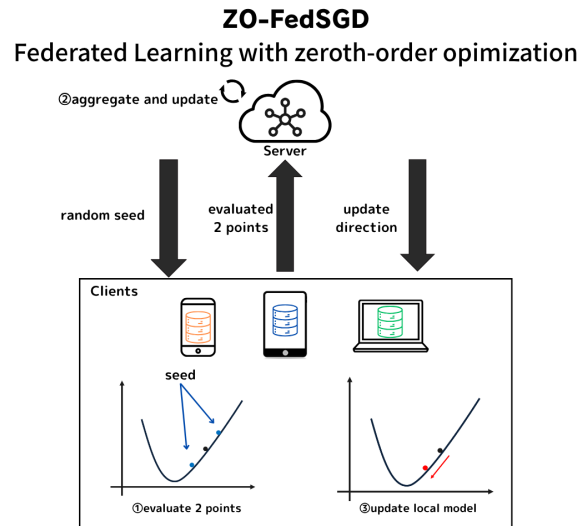 ZO-FedSGD
Federated Learning with zeroth-order opimization
②aggregate and update
Server
random seed
evaluated
2 points
update
direction
Clients
seed
①evaluate 2 points
③update local model